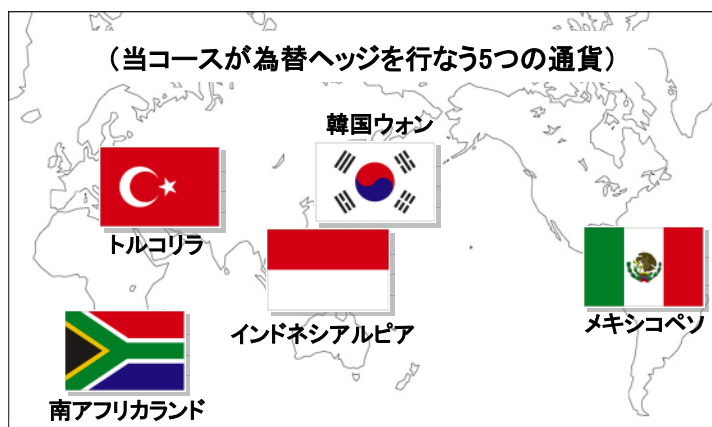 （当コースが為替ヘッジを行なう5つの通貨）
韓国ウォン
トルコリラ
インドネシアルピア
メキシコペソ
南アフリカランド